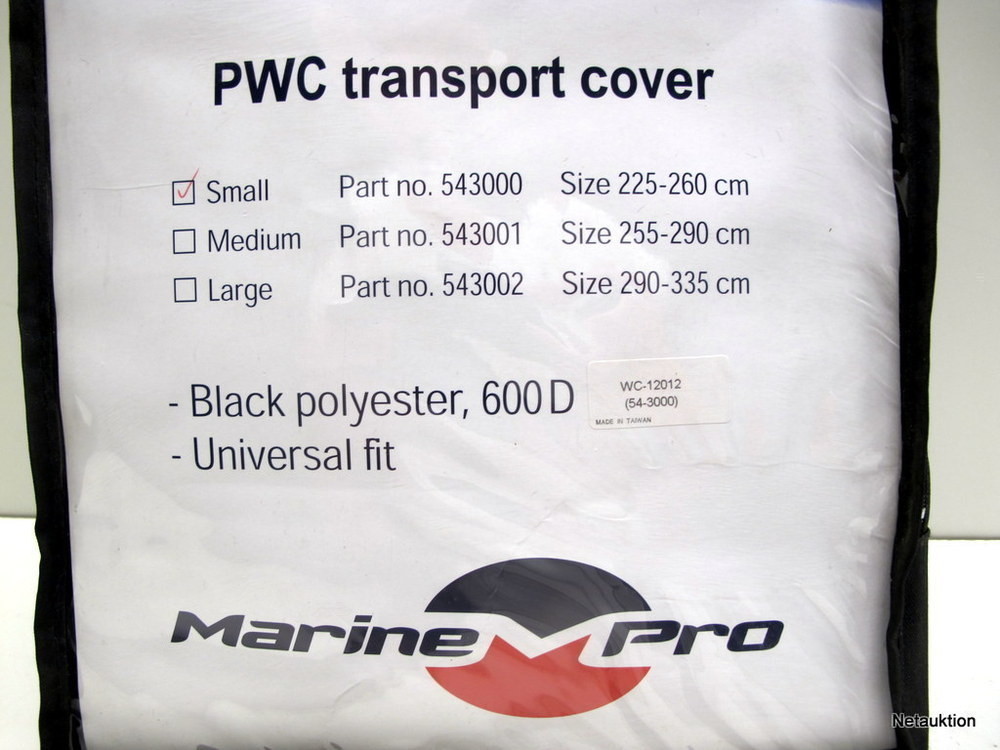 PWC transport cover
Small Part no. 543000 Size 225-260 cm
Medium Part no. 543001 Size 255-290 cm
Large Part no. 543002 Size 290-335 cm
- Black polyester, 600 D
WC-12012
(54-3000)
MADE IN TAIWAN
- Universal fit
Marine Pro
Netauktion